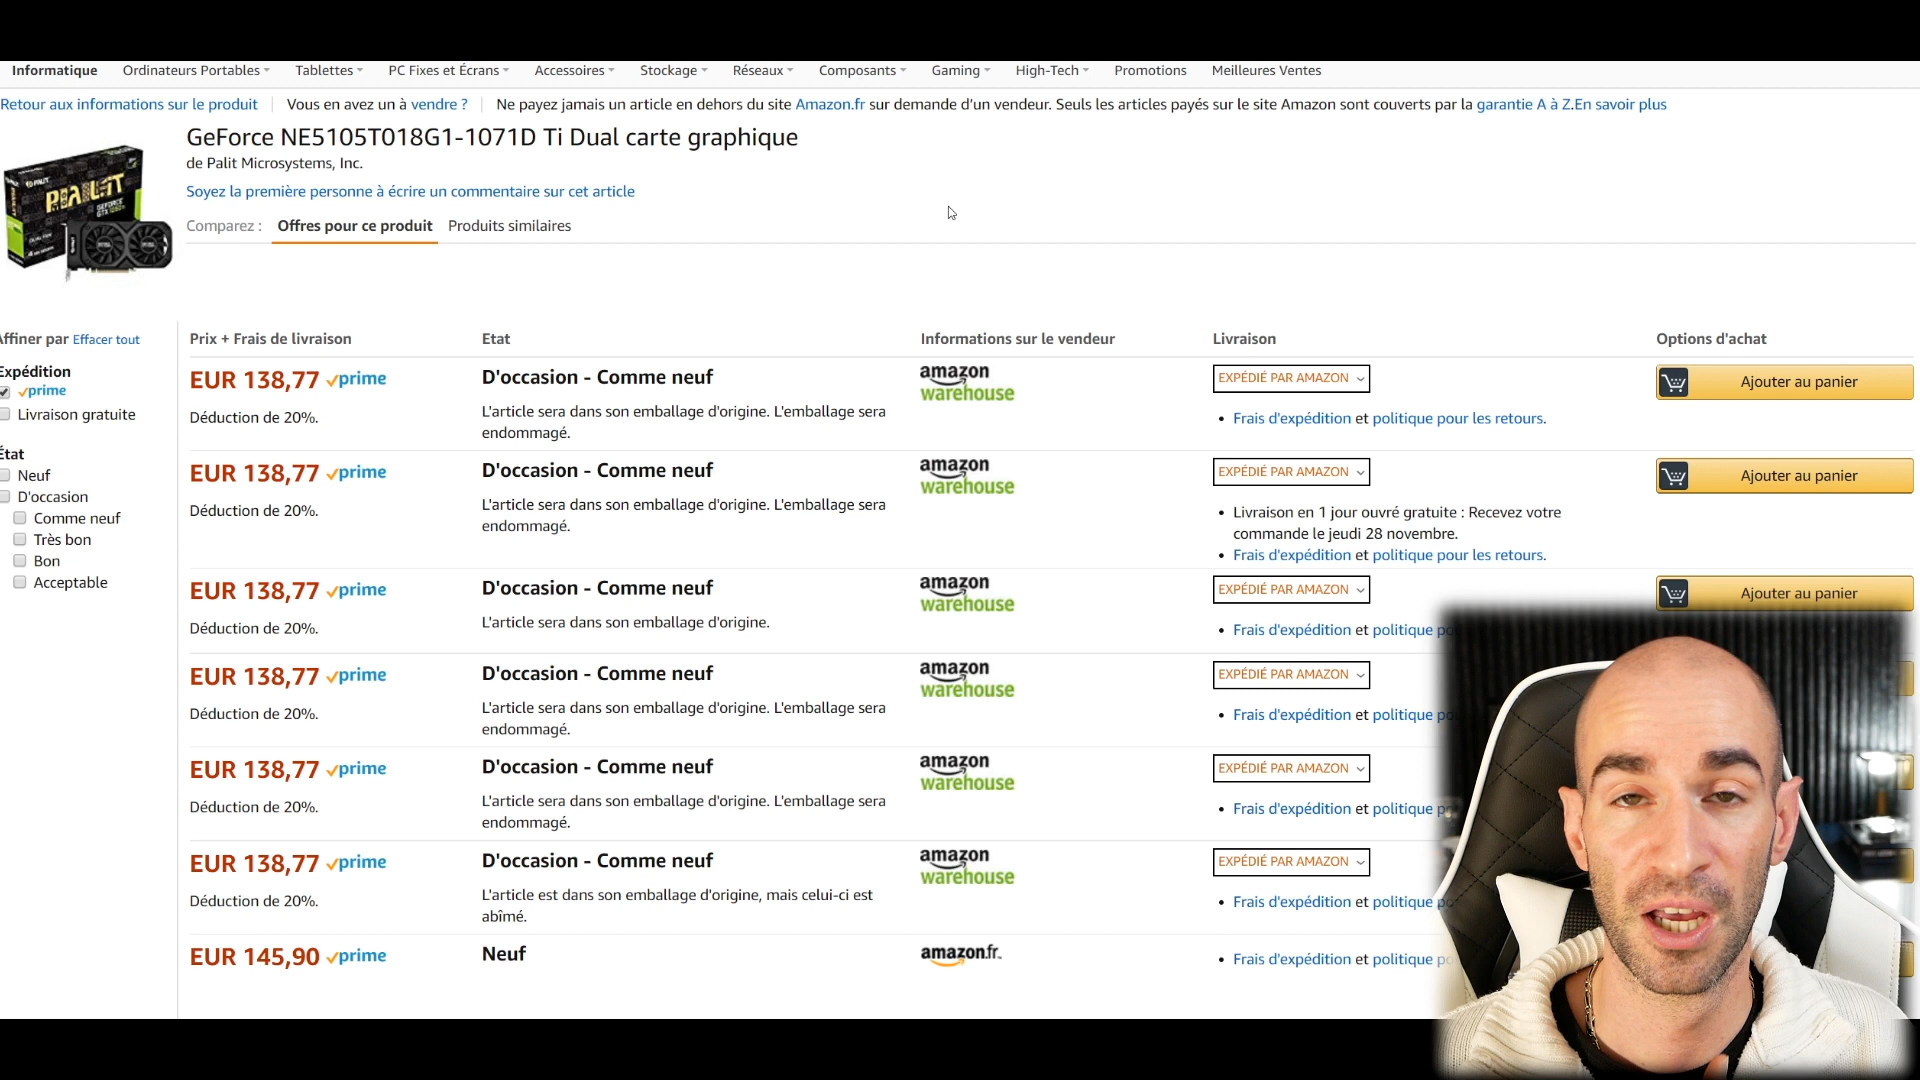 Informatique Ordinateurs Portables Tablettes PC Fixes et Écrans Accessoires Stockage Réseaux Composants Gaming High-Tech Promotions Meilleures Ventes
Retour aux informations sur le produit Vous en avez un à vendre ? Ne payez jamais un article en dehors du site Amazon.fr sur demande d'un vendeur. Seuls les articles payés sur le site Amazon sont couverts par la garantie A à Z.En savoir plus
GeForce NE5105T018G1-1071D Ti Dual carte graphique
de Palit Microsystems, Inc.
Soyez la première personne à écrire un commentaire sur cet article
Comparez : Offres pour ce produit Produits similaires
PALIT
Affiner par Effacer tout
Expédition
prime
Livraison gratuite
État
Neuf
D'occasion
Comme neuf
Très bon
Bon
Acceptable
Prix + Frais de livraison Etat Informations sur le vendeur Livraison Options d'achat
EUR 138,77 prime D'occasion - Comme neuf amazon warehouse EXPÉDIÉ PAR AMAZON Ajouter au panier
Déduction de 20%. L'article sera dans son emballage d'origine. L'emballage sera • Frais d'expédition et politique pour les retours.
endommagé.
EUR 138,77 prime D'occasion - Comme neuf amazon warehouse EXPÉDIÉ PAR AMAZON Ajouter au panier
Déduction de 20%. L'article sera dans son emballage d'origine. L'emballage sera • Livraison en 1 jour ouvré gratuite : Recevez votre
endommagé. commande le jeudi 28 novembre.
• Frais d'expédition et politique pour les retours.
EUR 138,77 prime D'occasion - Comme neuf amazon warehouse EXPÉDIÉ PAR AMAZON Ajouter au panier
Déduction de 20%. L'article sera dans son emballage d'origine. • Frais d'expédition et politique
EUR 138,77 prime D'occasion - Comme neuf amazon warehouse EXPÉDIÉ PAR AMAZON
Déduction de 20%. L'article sera dans son emballage d'origine. L'emballage sera • Frais d'expédition et politique
endommagé.
EUR 138,77 prime D'occasion - Comme neuf amazon warehouse EXPÉDIÉ PAR AMAZON
Déduction de 20%. L'article sera dans son emballage d'origine. L'emballage sera • Frais d'expédition et politique
endommagé.
EUR 138,77 prime D'occasion - Comme neuf amazon warehouse EXPÉDIÉ PAR AMAZON
Déduction de 20%. L'article est dans son emballage d'origine, mais celui-ci est • Frais d'expédition et politique
abîmé.
EUR 145,90 prime Neuf amazon.fr • Frais d'expédition et politique